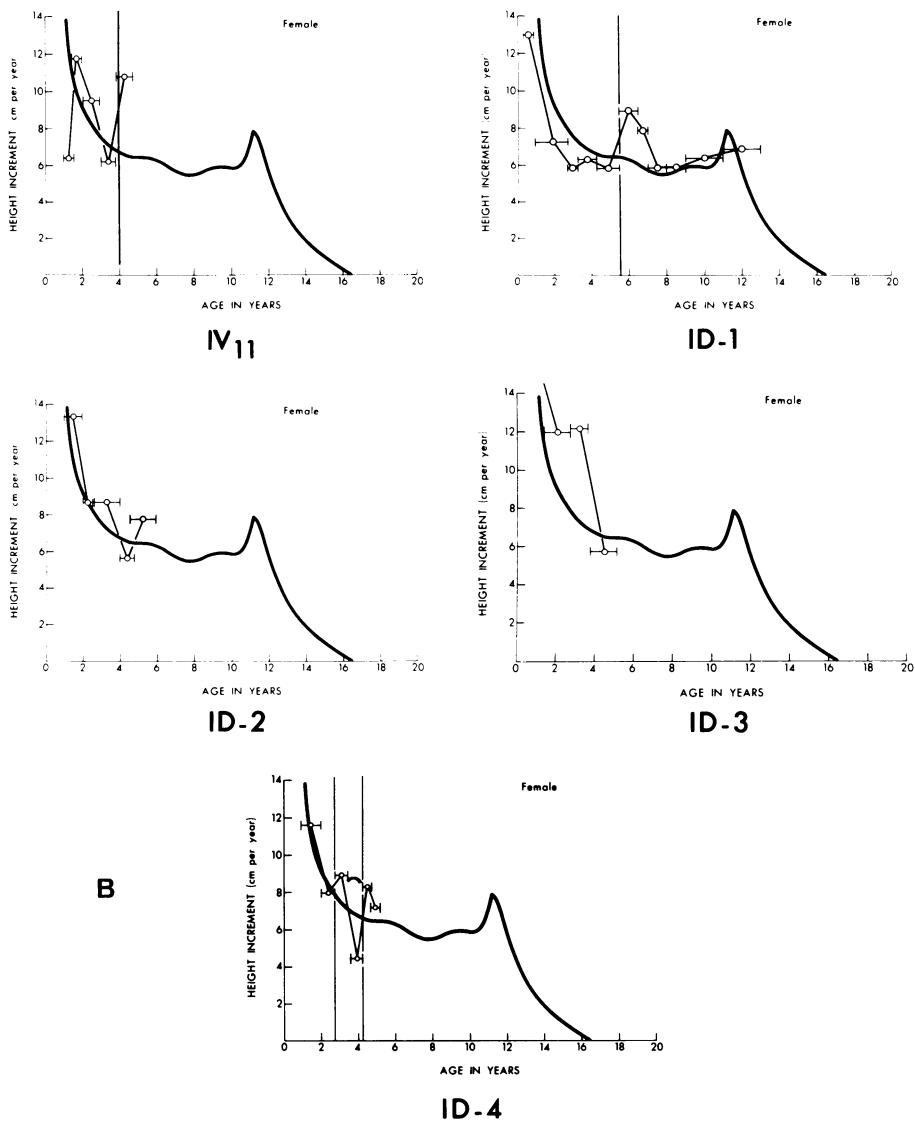 14
12
10
8
6
4
2
HEIGHT INCREMENT cm per year
Female
0 2 4 6 8 10 12 14 16 18 20
AGE IN YEARS
IV11
14
12
10
8
6
4
2
HEIGHT INCREMENT (cm per year)
Female
0 2 4 6 8 10 12 14 16 18 20
AGE IN YEARS
ID-1
14
12
10
8
6
4
2
HEIGHT INCREMENT cm per year
Female
0 2 4 6 8 10 12 14 16 18 20
AGE IN YEARS
ID-2
14
12
10
8
6
4
2
HEIGHT INCREMENT (cm per year)
Female
0 2 4 6 8 10 12 14 16 18 20
AGE IN YEARS
ID-3
B
14
12
10
8
6
4
2
HEIGHT INCREMENT (cm per year)
Female
0 2 4 6 8 10 12 14 16 18 20
AGE IN YEARS
ID-4